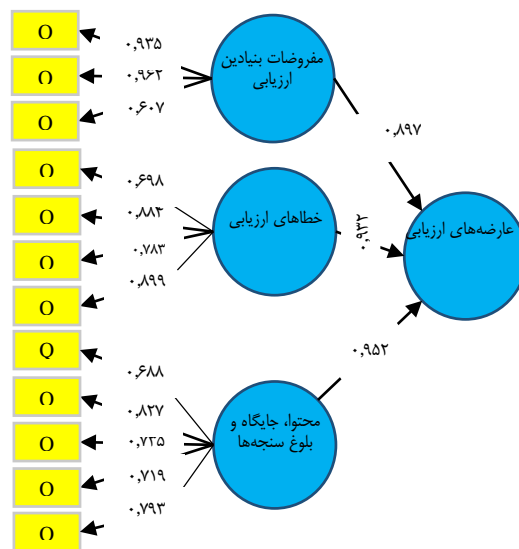 O
O
O
O
O
O
O
Q
O
O
O
O
۰,۹۳۵
۰,۹۶۲
۰,۶۰۷
۰,۶۹۸
۰,۸۸۴
۰,۷۸۳
۰,۸۹۹
۰,۶۸۸
۰,۸۲۷
۰,۷۳۵
۰,۷۱۹
۰,۷۹۳
مفروضات بنیادین
ارزیابی
خطاهای ارزیابی
محتوا، جایگاه و
بلوغ سنجه‌ها
۰,۸۹۷
۰,۹۳۲
۰,۹۵۲
عارضه‌های ارزیابی